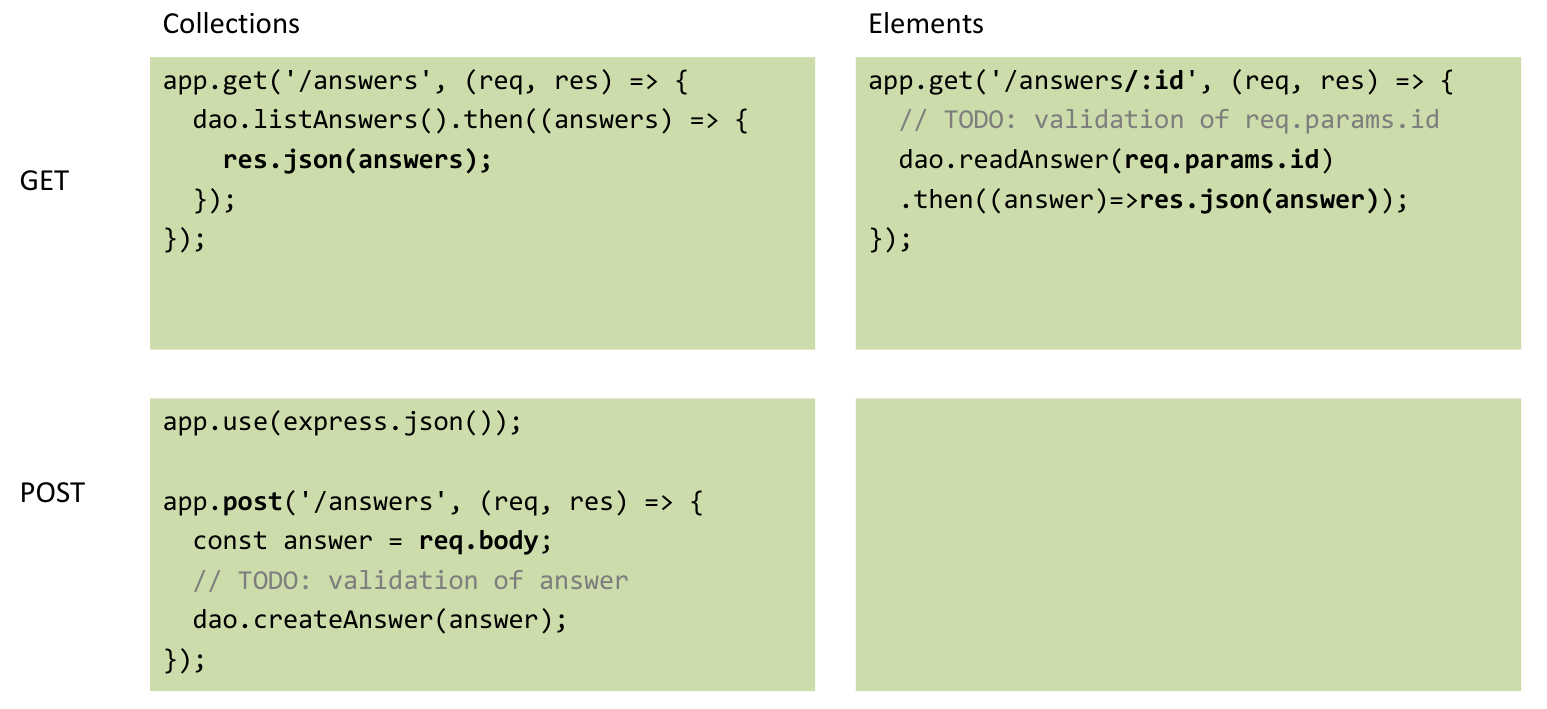 Collections
Elements
GET
app.get('/answers', (req, res) => {
  dao.listAnswers().then((answers) => {
    res.json(answers);
  });
});
app.get('/answers/:id', (req, res) => {
  // TODO: validation of req.params.id
  dao.readAnswer(req.params.id)
  .then((answer)=>res.json(answer));
});
POST
app.use(express.json());

app.post('/answers', (req, res) => {
  const answer = req.body;
  // TODO: validation of answer
  dao.createAnswer(answer);
});